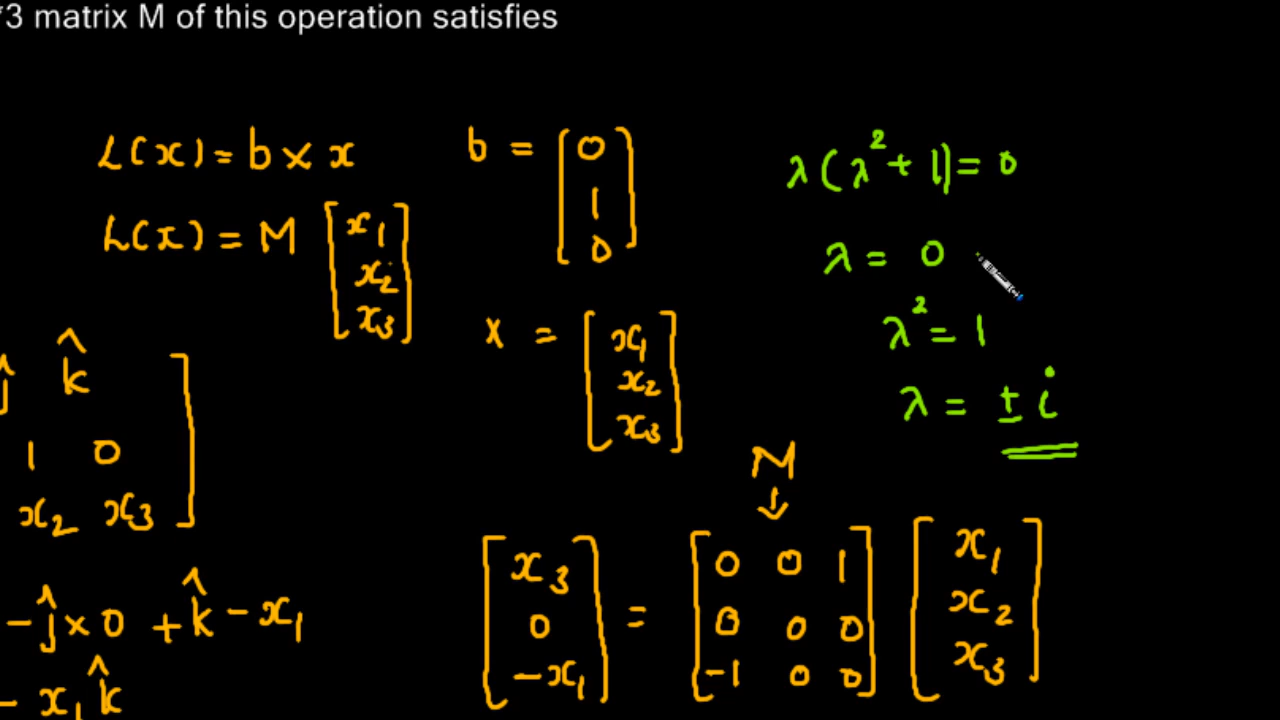 *3 matrix M of this operation satisfies
L(x) = b × x
L(x) = M [x₁ x₂ x₃]
b = [0 1 0]
x = [x₁ x₂ x₃]
λ(λ² + 1) = 0
λ = 0
λ² = 1
λ = ± i
ĵ k̂
1 0
x₂ x₃
- ĵ × 0 + k̂ - x₁
- x₁ k̂
M
↓
[x₃ 0 -x₁] = [0 0 1
0 0 0
-1 0 0] [x₁ x₂ x₃]